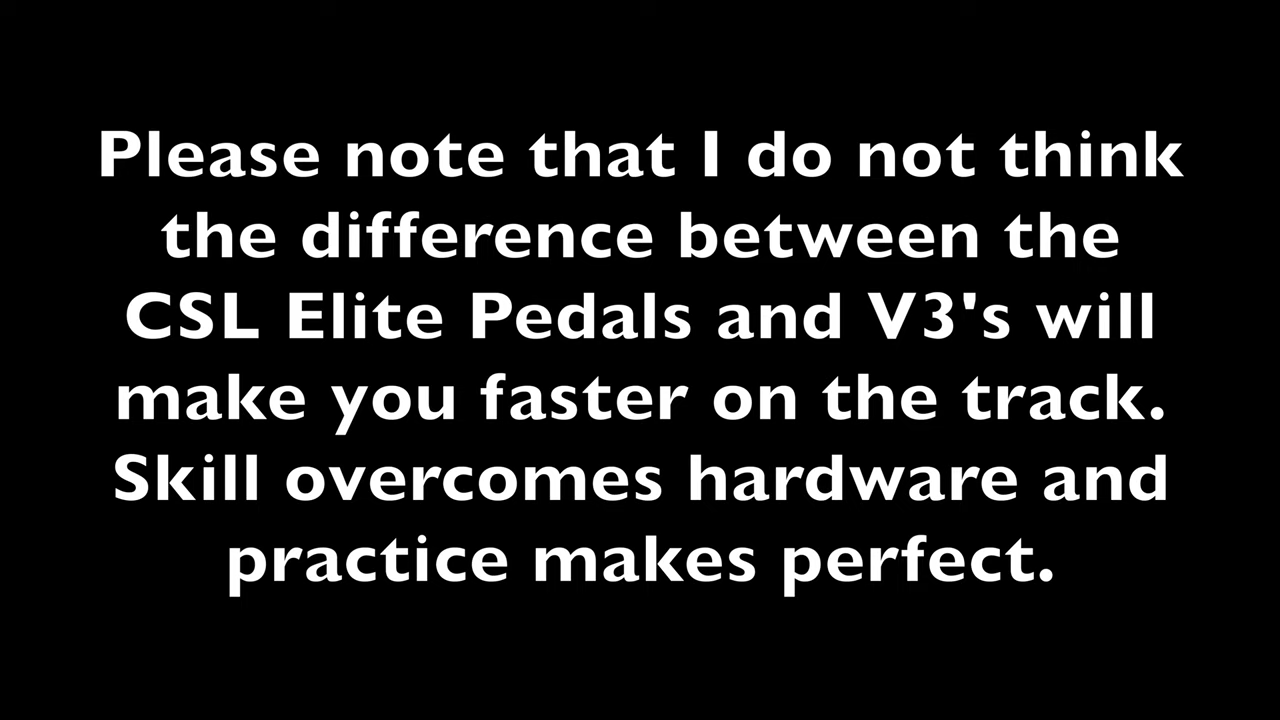 Please note that I do not think
the difference between the
CSL Elite Pedals and V3's will
make you faster on the track.
Skill overcomes hardware and
practice makes perfect.